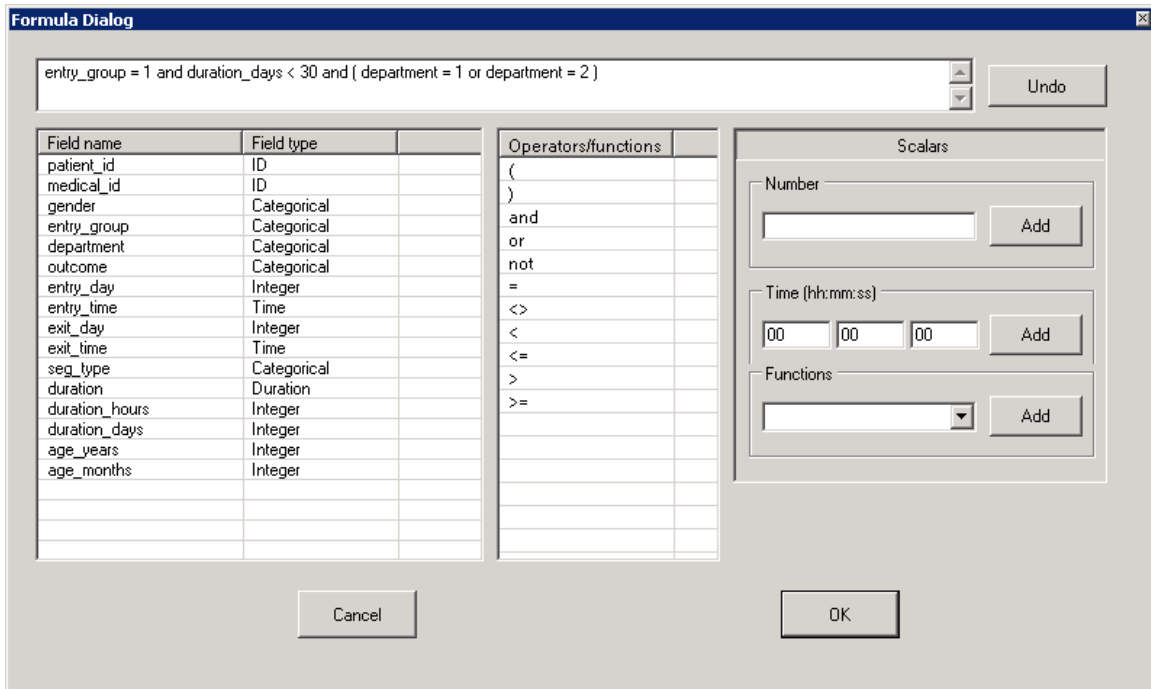 Formula Dialog
entry_group = 1 and duration_days < 30 and ( department = 1 or department = 2 )
Undo
Field name Field type
patient_id ID
medical_id ID
gender Categorical
entry_group Categorical
department Categorical
outcome Categorical
entry_day Integer
entry_time Time
exit_day Integer
exit_time Time
seg_type Categorical
duration Duration
duration_hours Integer
duration_days Integer
age_years Integer
age_months Integer
Operators/functions
(
)
and
or
not
=
<>
<
<=
>
>=
Scalars
Number
Add
Time (hh:mm:ss)
00 00 00 Add
Functions
Add
Cancel OK